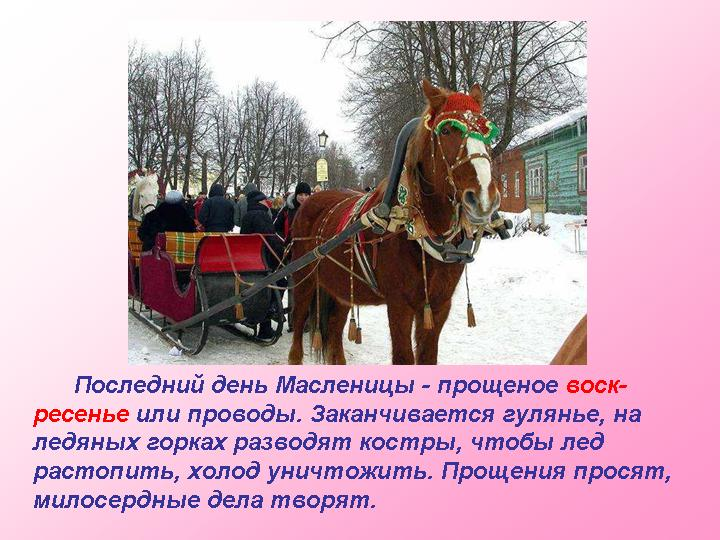 Последний день Масленицы - прощеное воск-
ресенье или проводы. Заканчивается гулянье, на
ледяных горках разводят костры, чтобы лед
растопить, холод уничтожить. Прощения просят,
милосердные дела творят.